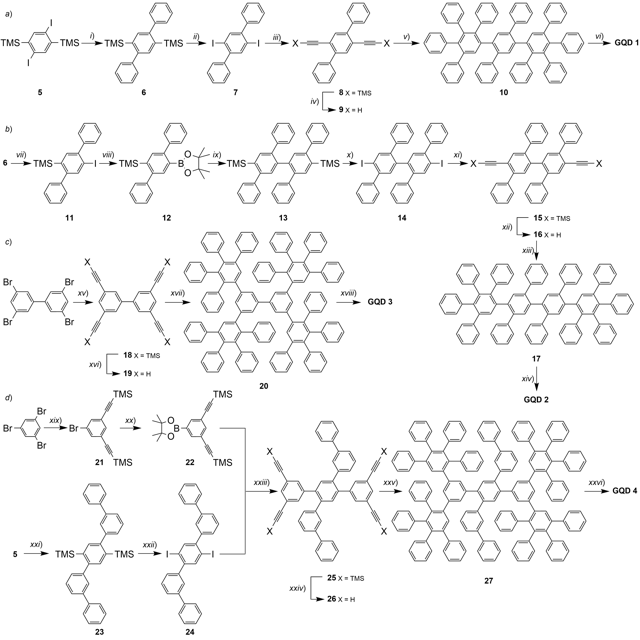 a)
I
TMS TMS
I
5
i)
TMS TMS
6
ii)
I I
7
iii)
X X
8 X = TMS
iv)
9 X = H
v)
10
vi)
GQD 1
b)
vii)
6
TMS I
11
viii)
TMS B O O
12
ix)
TMS TMS
13
x)
I I
14
xi)
X X
15 X = TMS
xii)
16 X = H
xiii)
17
xiv)
GQD 2
c)
Br Br
Br Br
xv)
X X
X X
18 X = TMS
xvi)
19 X = H
xvii)
20
xviii)
GQD 3
d)
Br
Br
Br
xix)
TMS
Br
TMS
21
xx)
TMS
O B O
TMS
22
5
xxi)
TMS TMS
23
xxii)
I I
24
xxiii)
X X
X X
25 X = TMS
xxiv)
26 X = H
xxv)
27
xxvi)
GQD 4